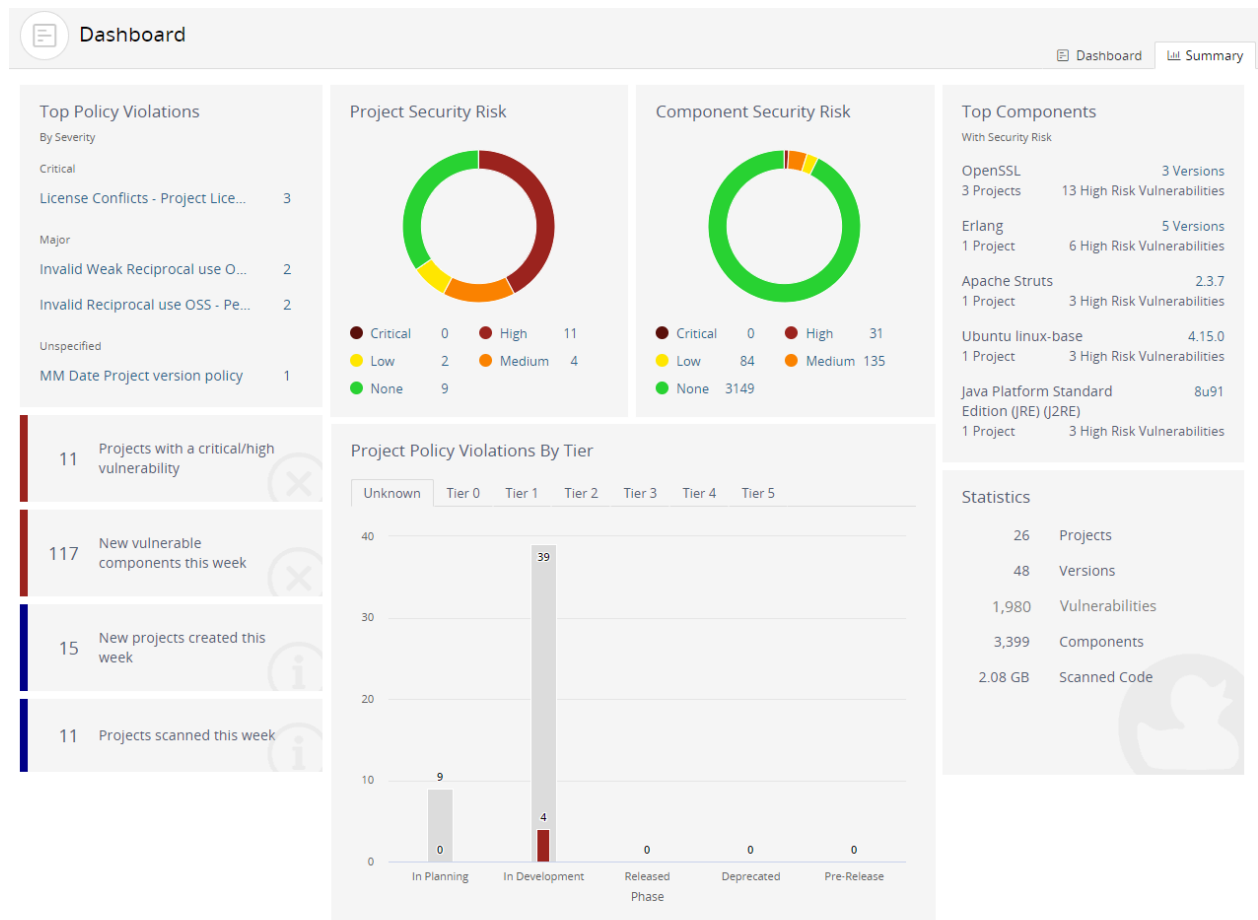 Dashboard
Dashboard
Summary
Top Policy Violations
By Severity
Critical
License Conflicts - Project Lice... 3
Major
Invalid Weak Reciprocal use O... 2
Invalid Reciprocal use OSS - Pe... 2
Unspecified
MM Date Project version policy 1
11 Projects with a critical/high
vulnerability
117 New vulnerable
components this week
15 New projects created this
week
11 Projects scanned this week
Project Security Risk
Critical 0 High 11
Low 2 Medium 4
None 9
Component Security Risk
Critical 0 High 31
Low 84 Medium 135
None 3149
Project Policy Violations By Tier
Unknown Tier 0 Tier 1 Tier 2 Tier 3 Tier 4 Tier 5
40
30
20
10
0
9
0
39
4
0
0
0
In Planning In Development Released Deprecated Pre-Release
Phase
Top Components
With Security Risk
OpenSSL 3 Versions
3 Projects 13 High Risk Vulnerabilities
Erlang 5 Versions
1 Project 6 High Risk Vulnerabilities
Apache Struts 2.3.7
1 Project 3 High Risk Vulnerabilities
Ubuntu linux-base 4.15.0
1 Project 3 High Risk Vulnerabilities
Java Platform Standard 8u91
Edition (JRE) (J2RE)
1 Project 3 High Risk Vulnerabilities
Statistics
26 Projects
48 Versions
1,980 Vulnerabilities
3,399 Components
2.08 GB Scanned Code